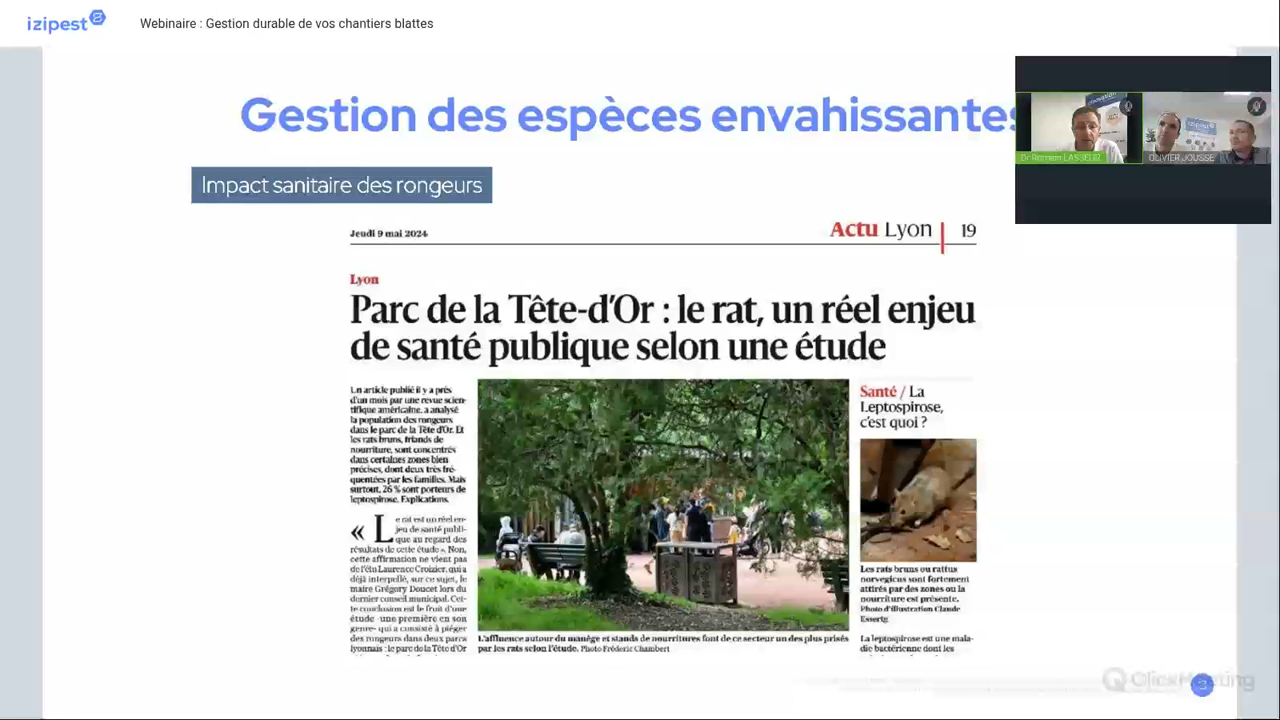 izipest
Webinaire : Gestion durable de vos chantiers blattes
Gestion des espèces envahissantes
Impact sanitaire des rongeurs
Dr Romain LASSEUR
OLIVIER JOUSSE
izipest
Jeudi 9 mai 2024
Actu Lyon | 19
Lyon
Parc de la Tête-d'Or : le rat, un réel enjeu
de santé publique selon une étude
Un article publié il y a près
d'un mois par une revue scien-
tifique américaine, a analysé
la population des rongeurs
dans le parc de la Tête d'Or. Et
les rats bruns, friands de
nourriture, sont concentrés
dans certaines zones bien
précises, dont deux très fré-
quentées par les familles. Mais
surtout, 26 % sont porteurs de
leptospirose. Explications.
« Le rat est un réel en-
jeu de santé publi-
que au regard des
résultats de cette étude ». Non,
cette affirmation ne vient pas
de l'élu Laurence Croizier, qui a
déjà interpellé, sur ce sujet, le
maire Grégory Doucet lors du
dernier conseil municipal. Cet-
te conclusion est le fruit d'une
étude -une première en son
genre- qui a consisté à piéger
des rongeurs dans deux parcs
lyonnais : le parc de la Tête d'Or
L'affluence autour du manège et stands de nourritures font de ce secteur un des plus prisés
par les rats selon l'étude. Photo Frédéric Chambert
Santé / La
Leptospirose,
c'est quoi ?
Les rats bruns ou rattus
norvegicus sont fortement
attirés par des zones ou la
nourriture est présente.
Photo d'illustration Claude
Essertg
La leptospirose est une mala-
die bactérienne dont les
ClickMeeting
3